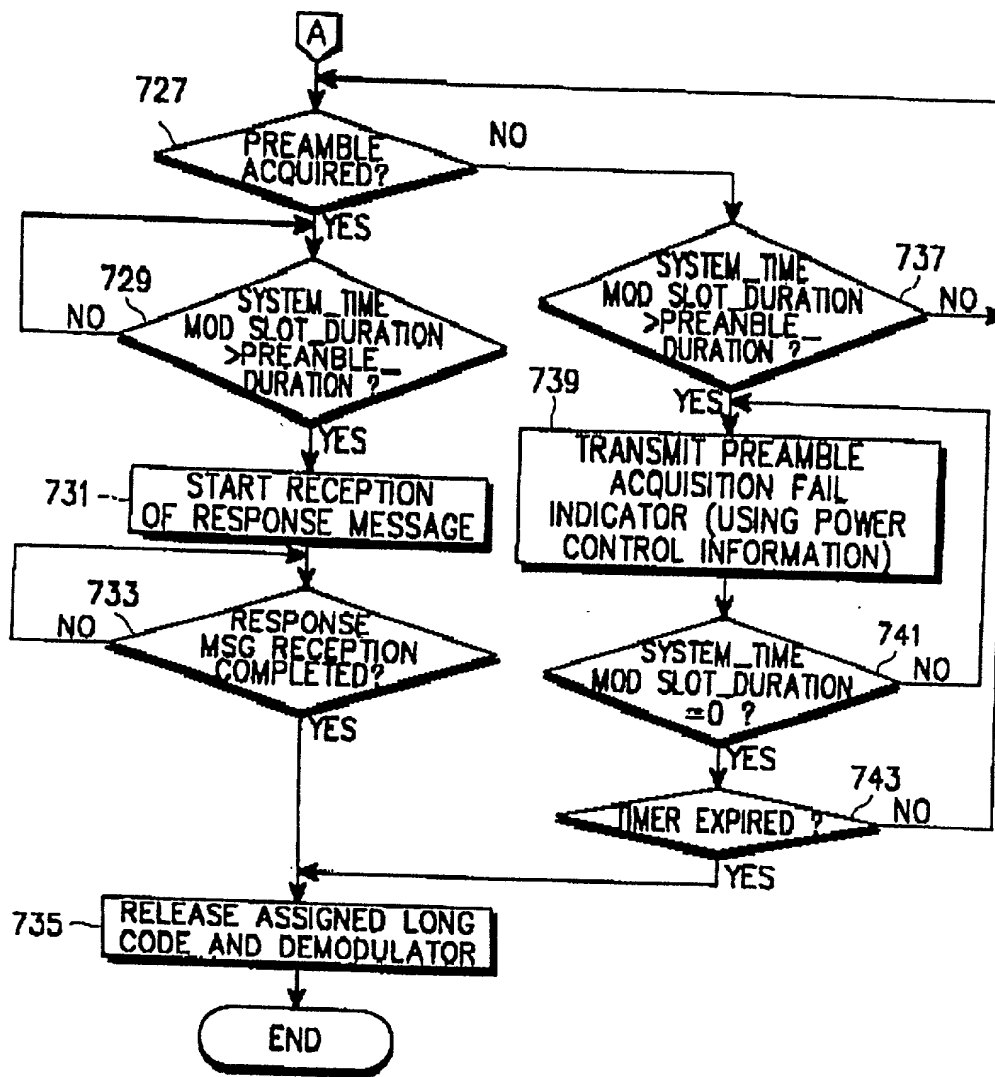 A
727
PREAMBLE
ACQUIRED?
NO
YES
729
SYSTEM_TIME
MOD SLOT_DURATION
>PREANBLE_
DURATION ?
NO
YES
731
START RECEPTION
OF RESPONSE MESSAGE
733
RESPONSE
MSG RECEPTION
COMPLETED?
NO
YES
737
SYSTEM_TIME
MOD SLOT_DURATION
>PREANBLE_
DURATION ?
NO
YES
739
TRANSMIT PREAMBLE
ACQUISITION FAIL
INDICATOR (USING POWER
CONTROL INFORMATION)
741
SYSTEM_TIME
MOD SLOT_DURATION
=0 ?
NO
YES
743
TIMER EXPIRED ?
NO
YES
735
RELEASE ASSIGNED LONG
CODE AND DEMODULATOR
END